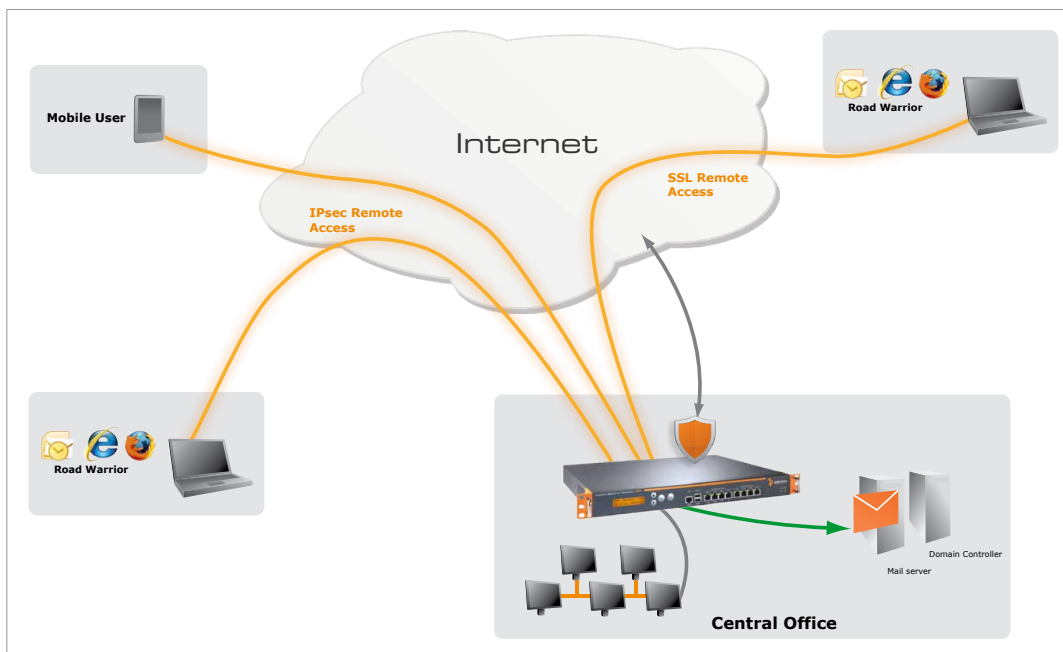 Mobile User
Internet
Road Warrior
SSL Remote
Access
IPsec Remote
Access
Road Warrior
Domain Controller
Mail server
Central Office